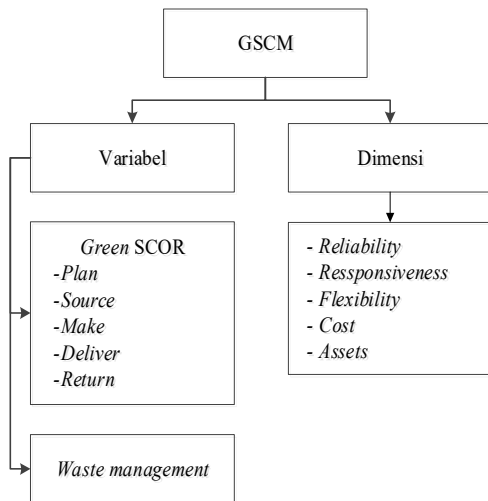 GSCM
Variabel
Dimensi
Green SCOR
-Plan
-Source
-Make
-Deliver
-Return
- Reliability
- Ressponsiveness
- Flexibility
- Cost
- Assets
Waste management